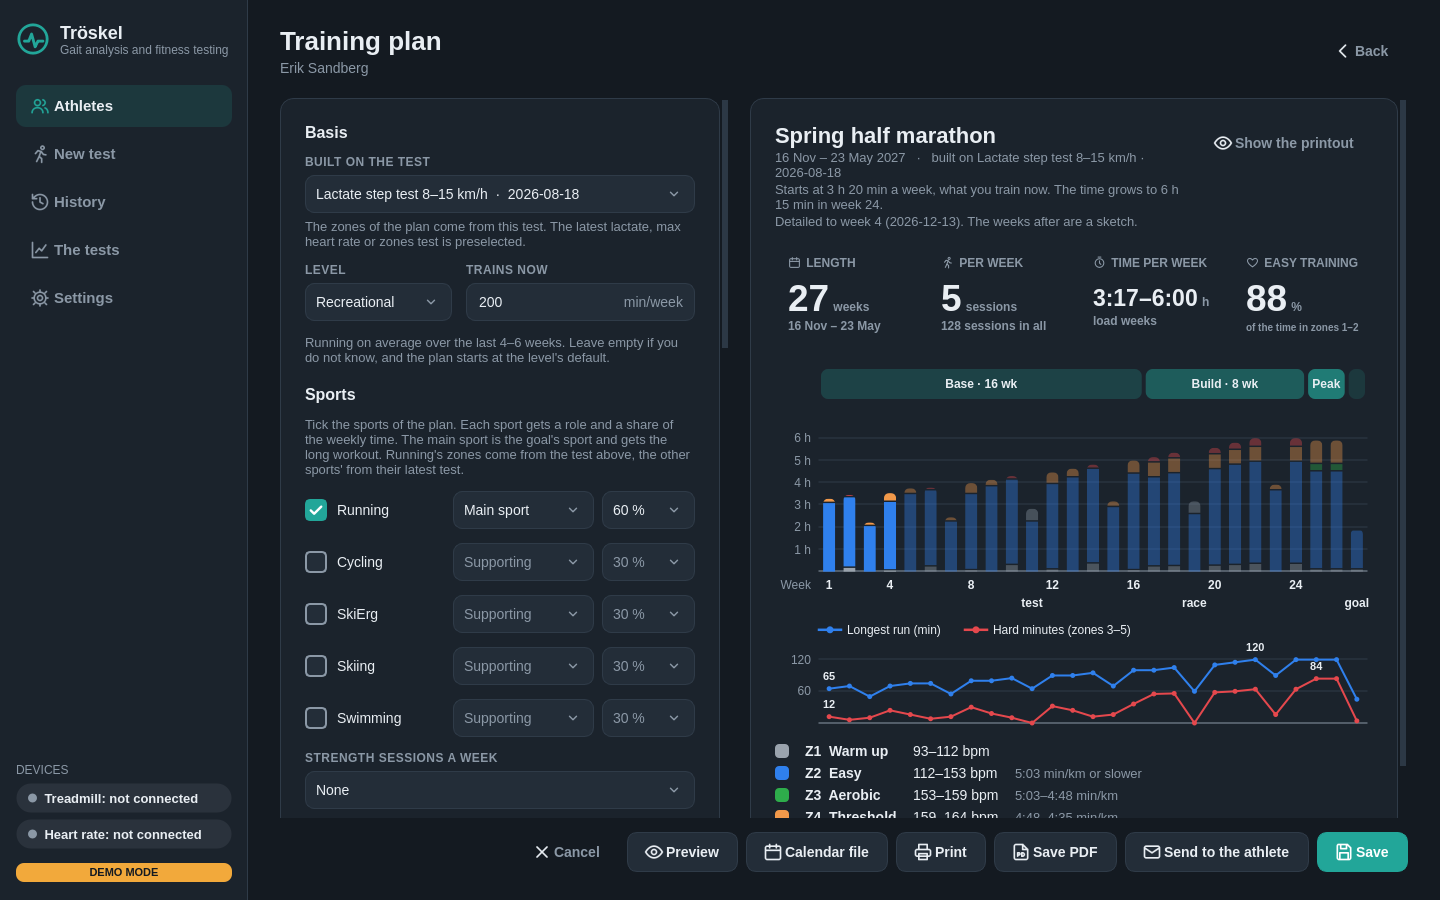 Tröskel
Gait analysis and fitness testing
Athletes
New test
History
The tests
Settings
DEVICES
Treadmill: not connected
Heart rate: not connected
DEMO MODE
Training plan
Erik Sandberg
Back
Basis
BUILT ON THE TEST
Lactate step test 8–15 km/h · 2026-08-18
The zones of the plan come from this test. The latest lactate, max
heart rate or zones test is preselected.
LEVEL TRAINS NOW
Recreational 200 min/week
Running on average over the last 4–6 weeks. Leave empty if you
do not know, and the plan starts at the level's default.
Sports
Tick the sports of the plan. Each sport gets a role and a share of
the weekly time. The main sport is the goal's sport and gets the
long workout. Running's zones come from the test above, the other
sports' from their latest test.
Running Main sport 60 %
Cycling Supporting 30 %
SkiErg Supporting 30 %
Skiing Supporting 30 %
Swimming Supporting 30 %
STRENGTH SESSIONS A WEEK
None
Spring half marathon
Show the printout
16 Nov – 23 May 2027 · built on Lactate step test 8–15 km/h ·
2026-08-18
Starts at 3 h 20 min a week, what you train now. The time grows to 6 h
15 min in week 24.
Detailed to week 4 (2026-12-13). The weeks after are a sketch.
LENGTH PER WEEK TIME PER WEEK EASY TRAINING
27 weeks 5 sessions 3:17–6:00 h 88 %
16 Nov – 23 May 128 sessions in all load weeks of the time in zones 1–2
Base · 16 wk Build · 8 wk Peak
6 h
5 h
4 h
3 h
2 h
1 h
Week 1 4 8 12 16 20 24
test race goal
Longest run (min) Hard minutes (zones 3–5)
120
60
65
12
120
84
Z1 Warm up 93–112 bpm
Z2 Easy 112–153 bpm 5:03 min/km or slower
Z3 Aerobic 153–159 bpm 5:03–4:48 min/km
Z4 Threshold 159–164 bpm 4:48–4:35 min/km
Cancel Preview Calendar file Print Save PDF Send to the athlete Save